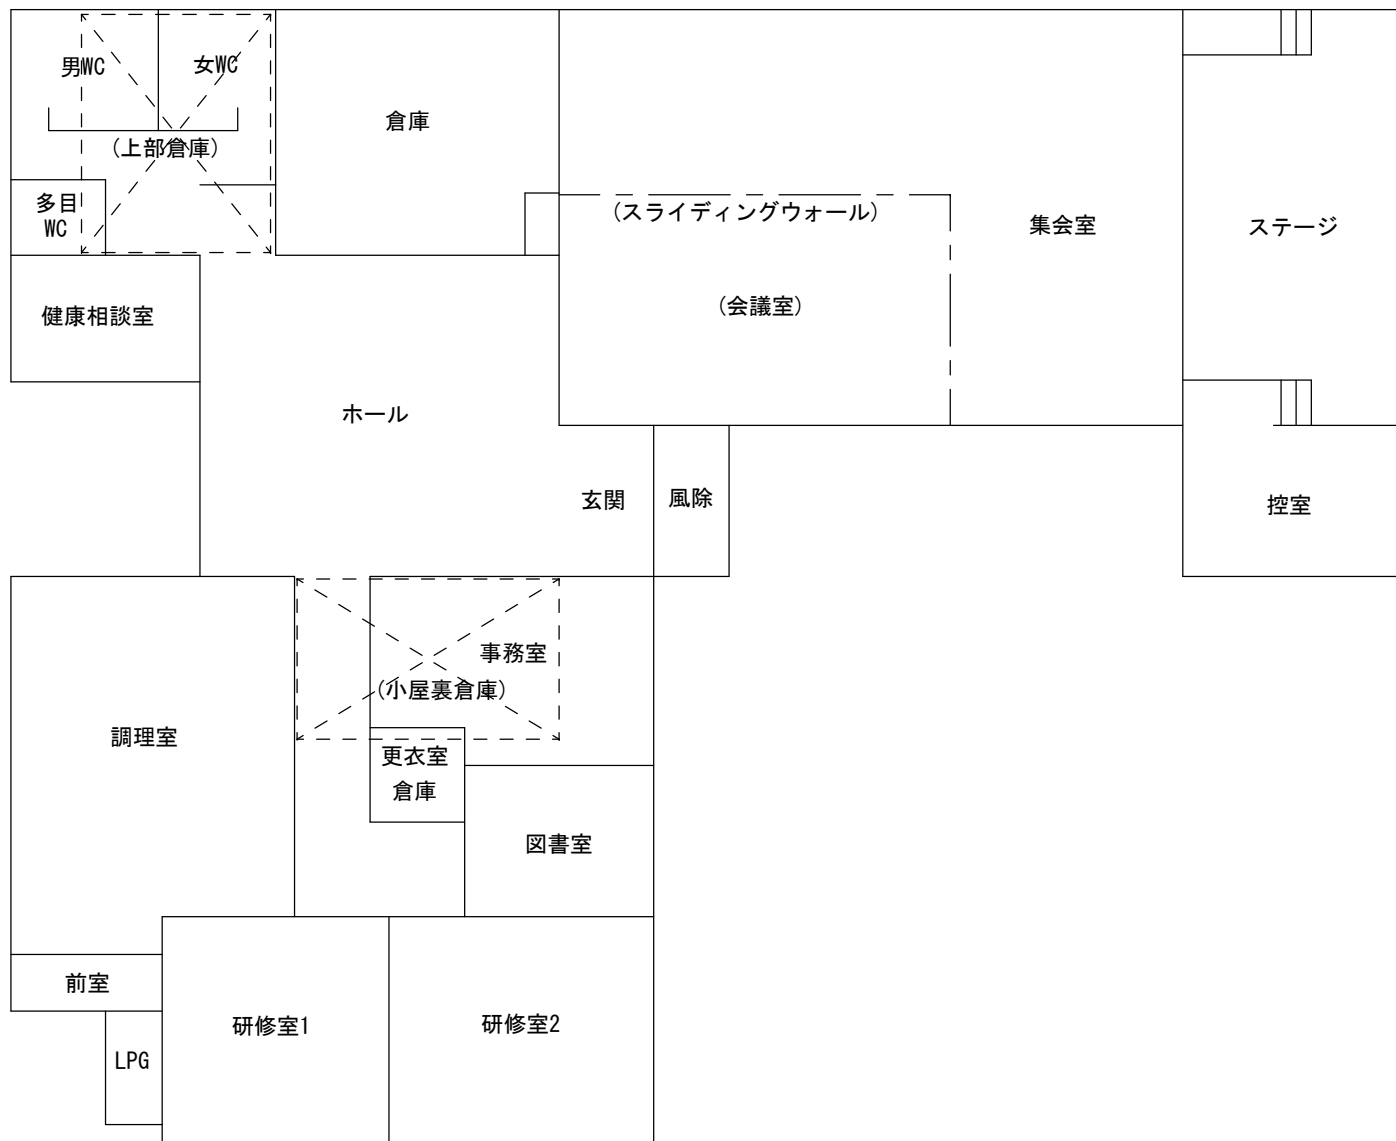 男WC
女WC
(上部倉庫)
倉庫
多目
WC
(スライディングウォール)
集会室
ステージ
健康相談室
(会議室)
ホール
玄関
風除
控室
事務室
(小屋裏倉庫)
調理室
更衣室
倉庫
図書室
前室
研修室1
研修室2
LPG